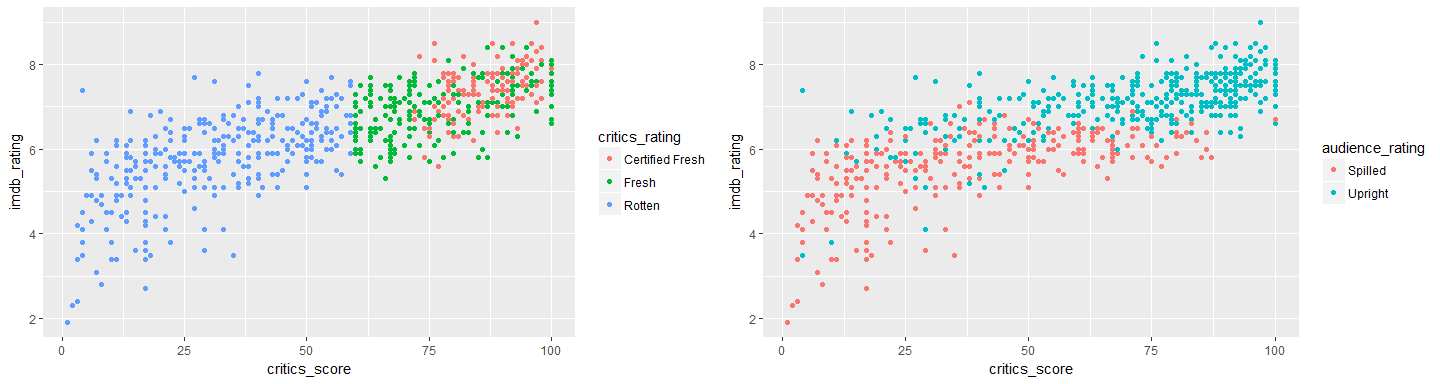 imdb_rating
8
6
4
2
0
25
50
75
100
critics_score
critics_rating
Certified Fresh
Fresh
Rotten
imdb_rating
8
6
4
2
0
25
50
75
100
critics_score
audience_rating
Spilled
Upright